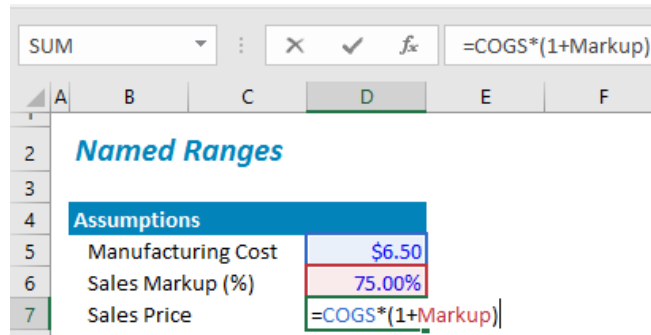 SUM fx =COGS*(1+Markup)
A B C D E F
1
2 Named Ranges
3
4 Assumptions
5 Manufacturing Cost $6.50
6 Sales Markup (%) 75.00%
7 Sales Price =COGS*(1+Markup)